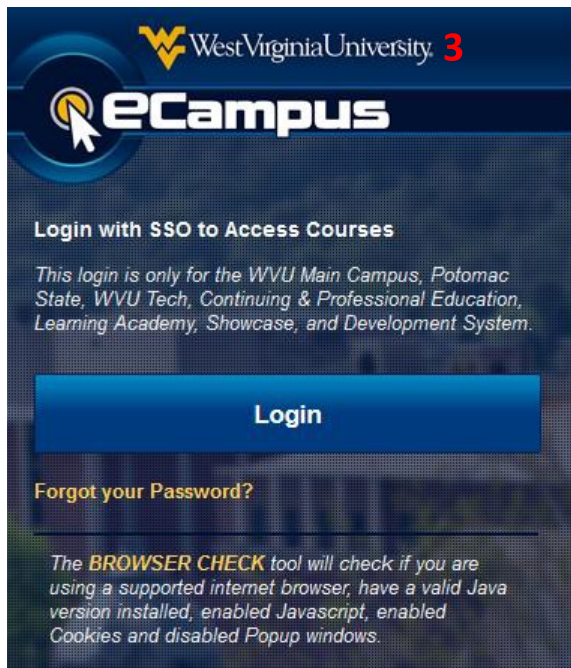 WestVirginiaUniversity. 3
eCampus
Login with SSO to Access Courses
This login is only for the WVU Main Campus, Potomac
State, WVU Tech, Continuing & Professional Education,
Learning Academy, Showcase, and Development System.
Login
Forgot your Password?
The BROWSER CHECK tool will check if you are
using a supported internet browser, have a valid Java
version installed, enabled Javascript, enabled
Cookies and disabled Popup windows.